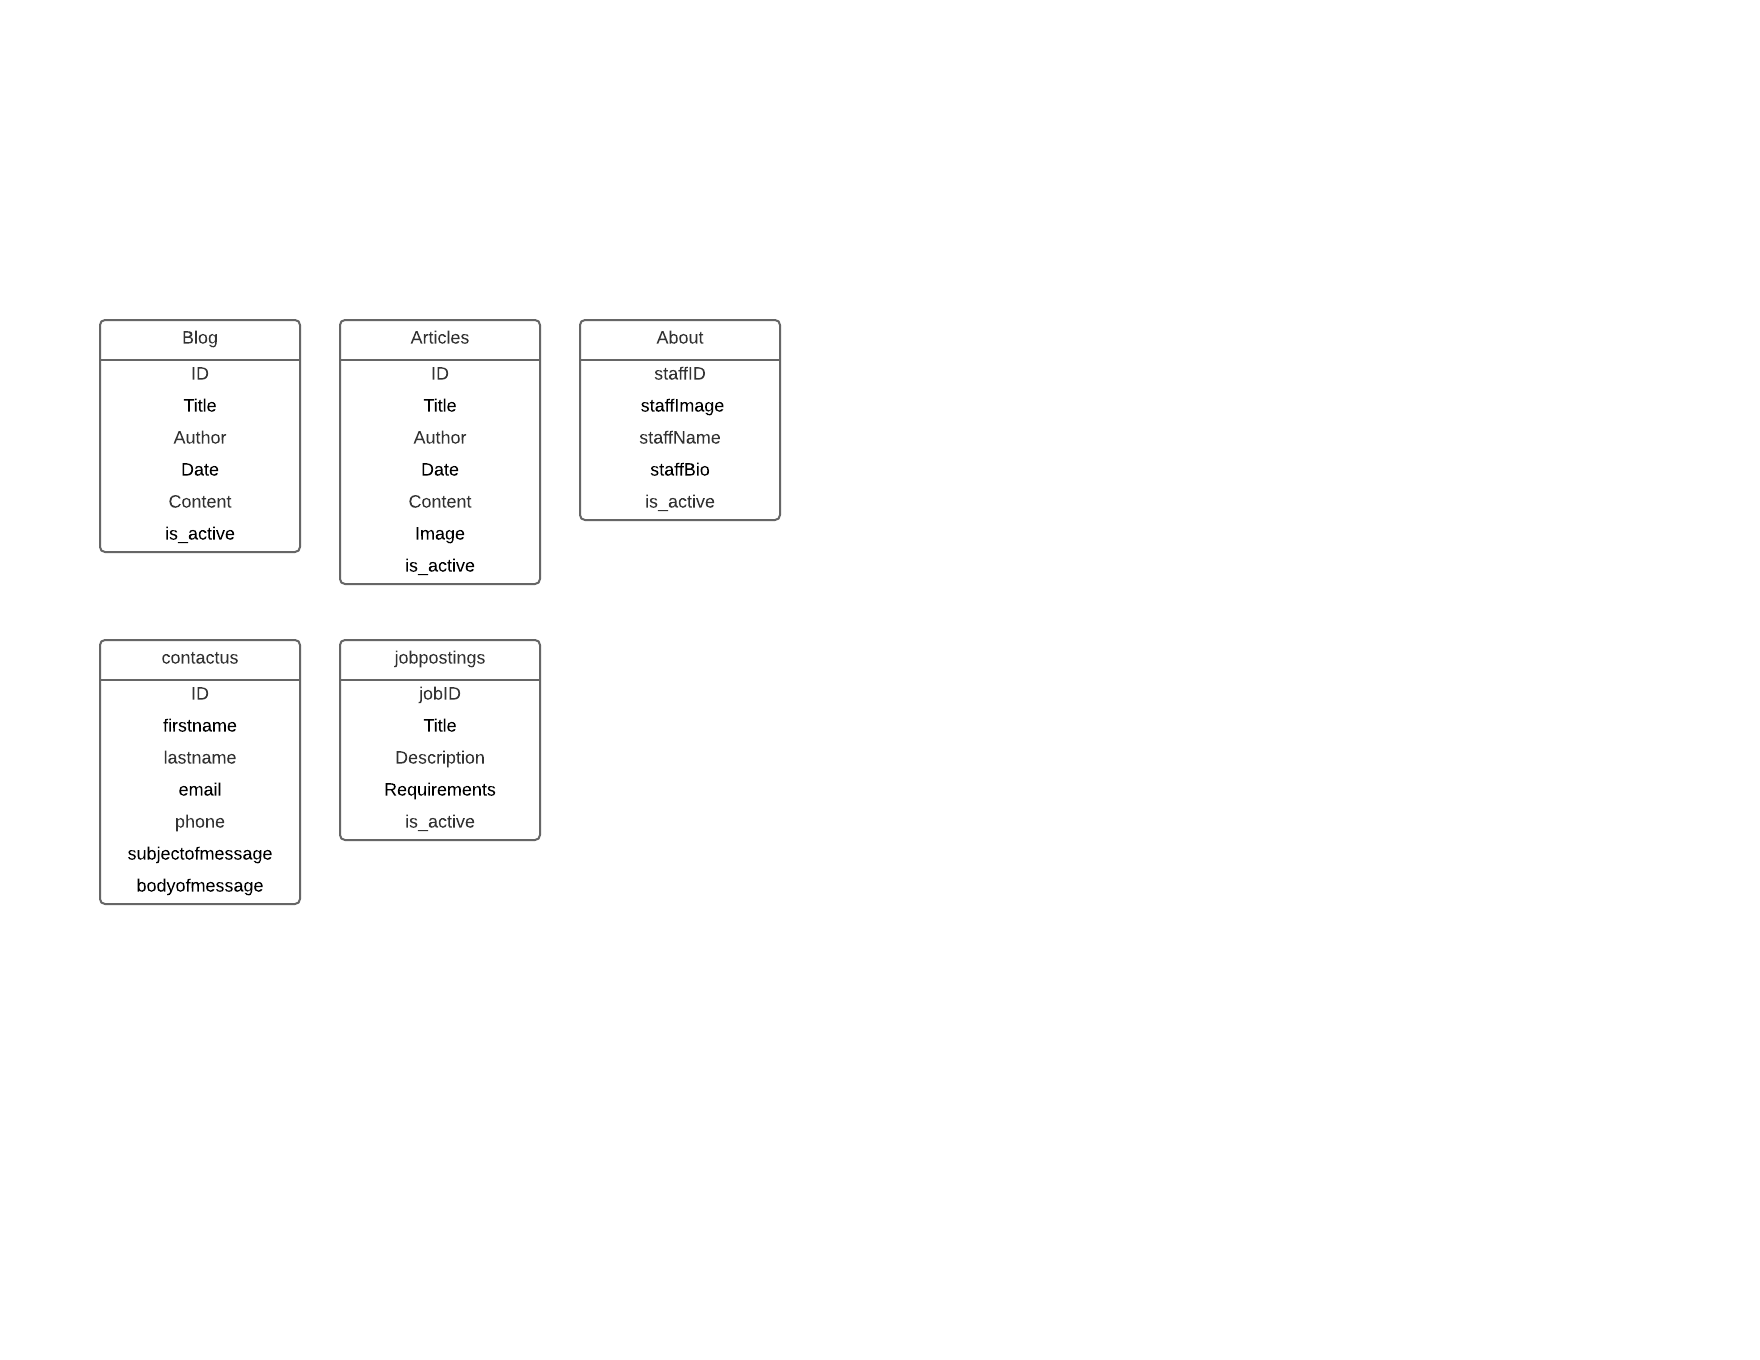 Blog
ID
Title
Author
Date
Content
is_active
Articles
ID
Title
Author
Date
Content
Image
is_active
About
staffID
staffImage
staffName
staffBio
is_active
contactus
ID
firstname
lastname
email
phone
subjectofmessage
bodyofmessage
jobpostings
jobID
Title
Description
Requirements
is_active